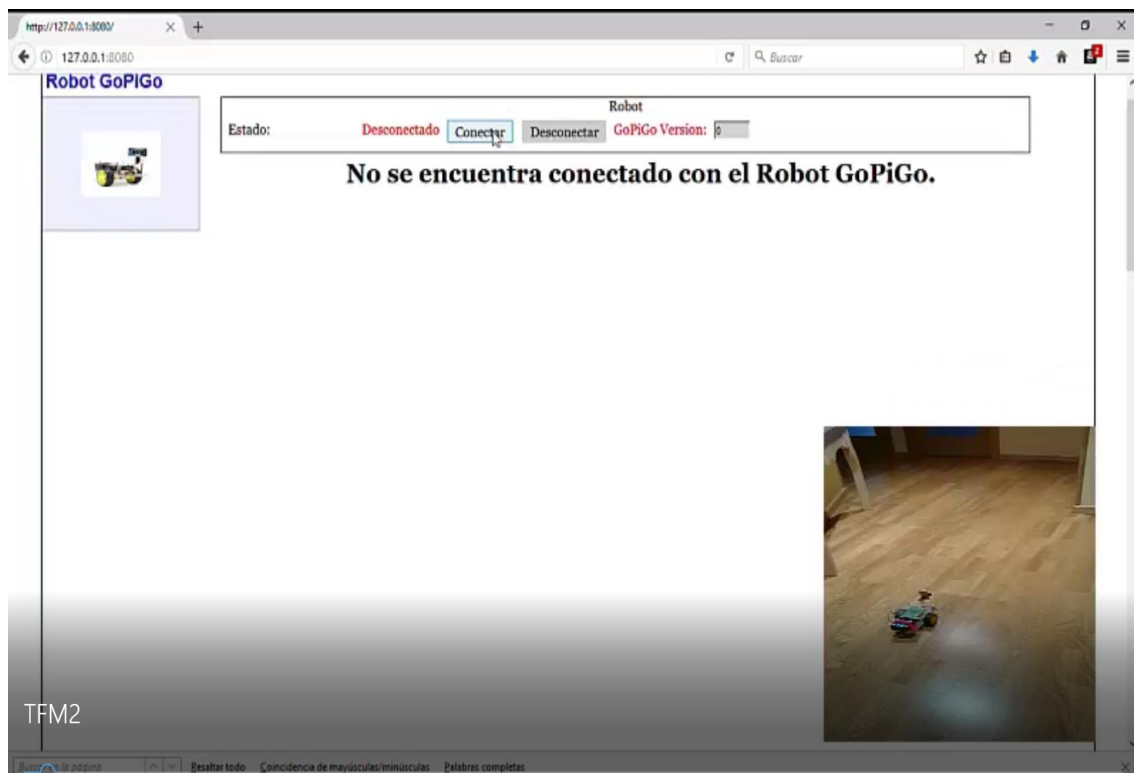 http://127.0.0.1:8080/
127.0.0.1:8080
Buscar
2
Robot GoPiGo
Robot
Estado: Desconectado Conectar Desconectar GoPiGo Version: 0
No se encuentra conectado con el Robot GoPiGo.
TFM2
Resaltar todo Coincidencia de mayúsculas/minúsculas Palabras completas